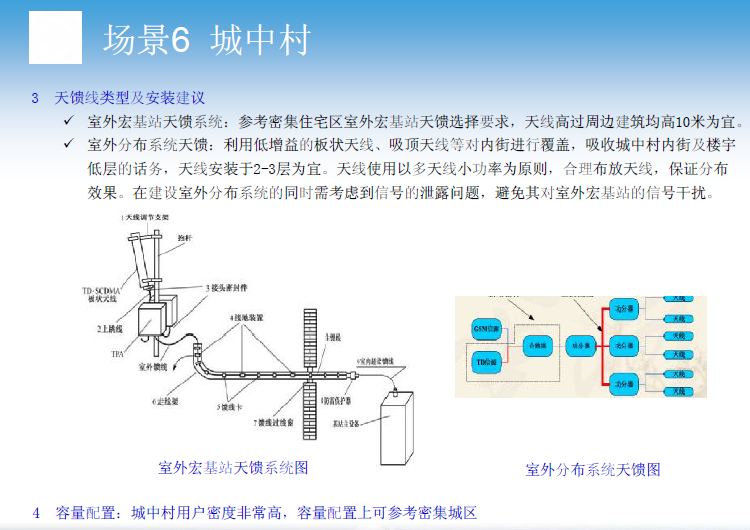 场景6 城中村
3 天馈线类型及安装建议
✓ 室外宏基站天馈系统：参考密集住宅区室外宏基站天馈选择要求，天线高过周边建筑均高10米为宜。
✓ 室外分布系统天馈：利用低增益的板状天线、吸顶天线等对内街进行覆盖，吸收城中村内街及楼宇
低层的话务，天线安装于2-3层为宜。天线使用以多天线小功率为原则，合理布放天线，保证分布
效果。在建设室外分布系统的同时需考虑到信号的泄露问题，避免其对室外宏基站的信号干扰。
1天线调节支架
抱杆
TD-SCDMA
板状天线
3接头密封件
2上跳线
4接地装置
TPA
室外馈线
6走线架
5馈线卡
7馈线过线窗
8防雷保护器
9室内超柔馈线
基站主设备
GSM信源
TD信源
合路器
功分器
功分器
功分器
功分器
天线
天线
天线
天线
天线
天线
室外宏基站天馈系统图
室外分布系统天馈图
4 容量配置：城中村用户密度非常高，容量配置上可参考密集城区